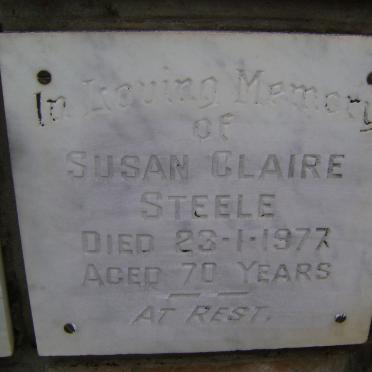 In Loving Memory
of
SUSAN CLAIRE
STEELE
DIED 23-1-1977
AGED 70 YEARS
AT REST.